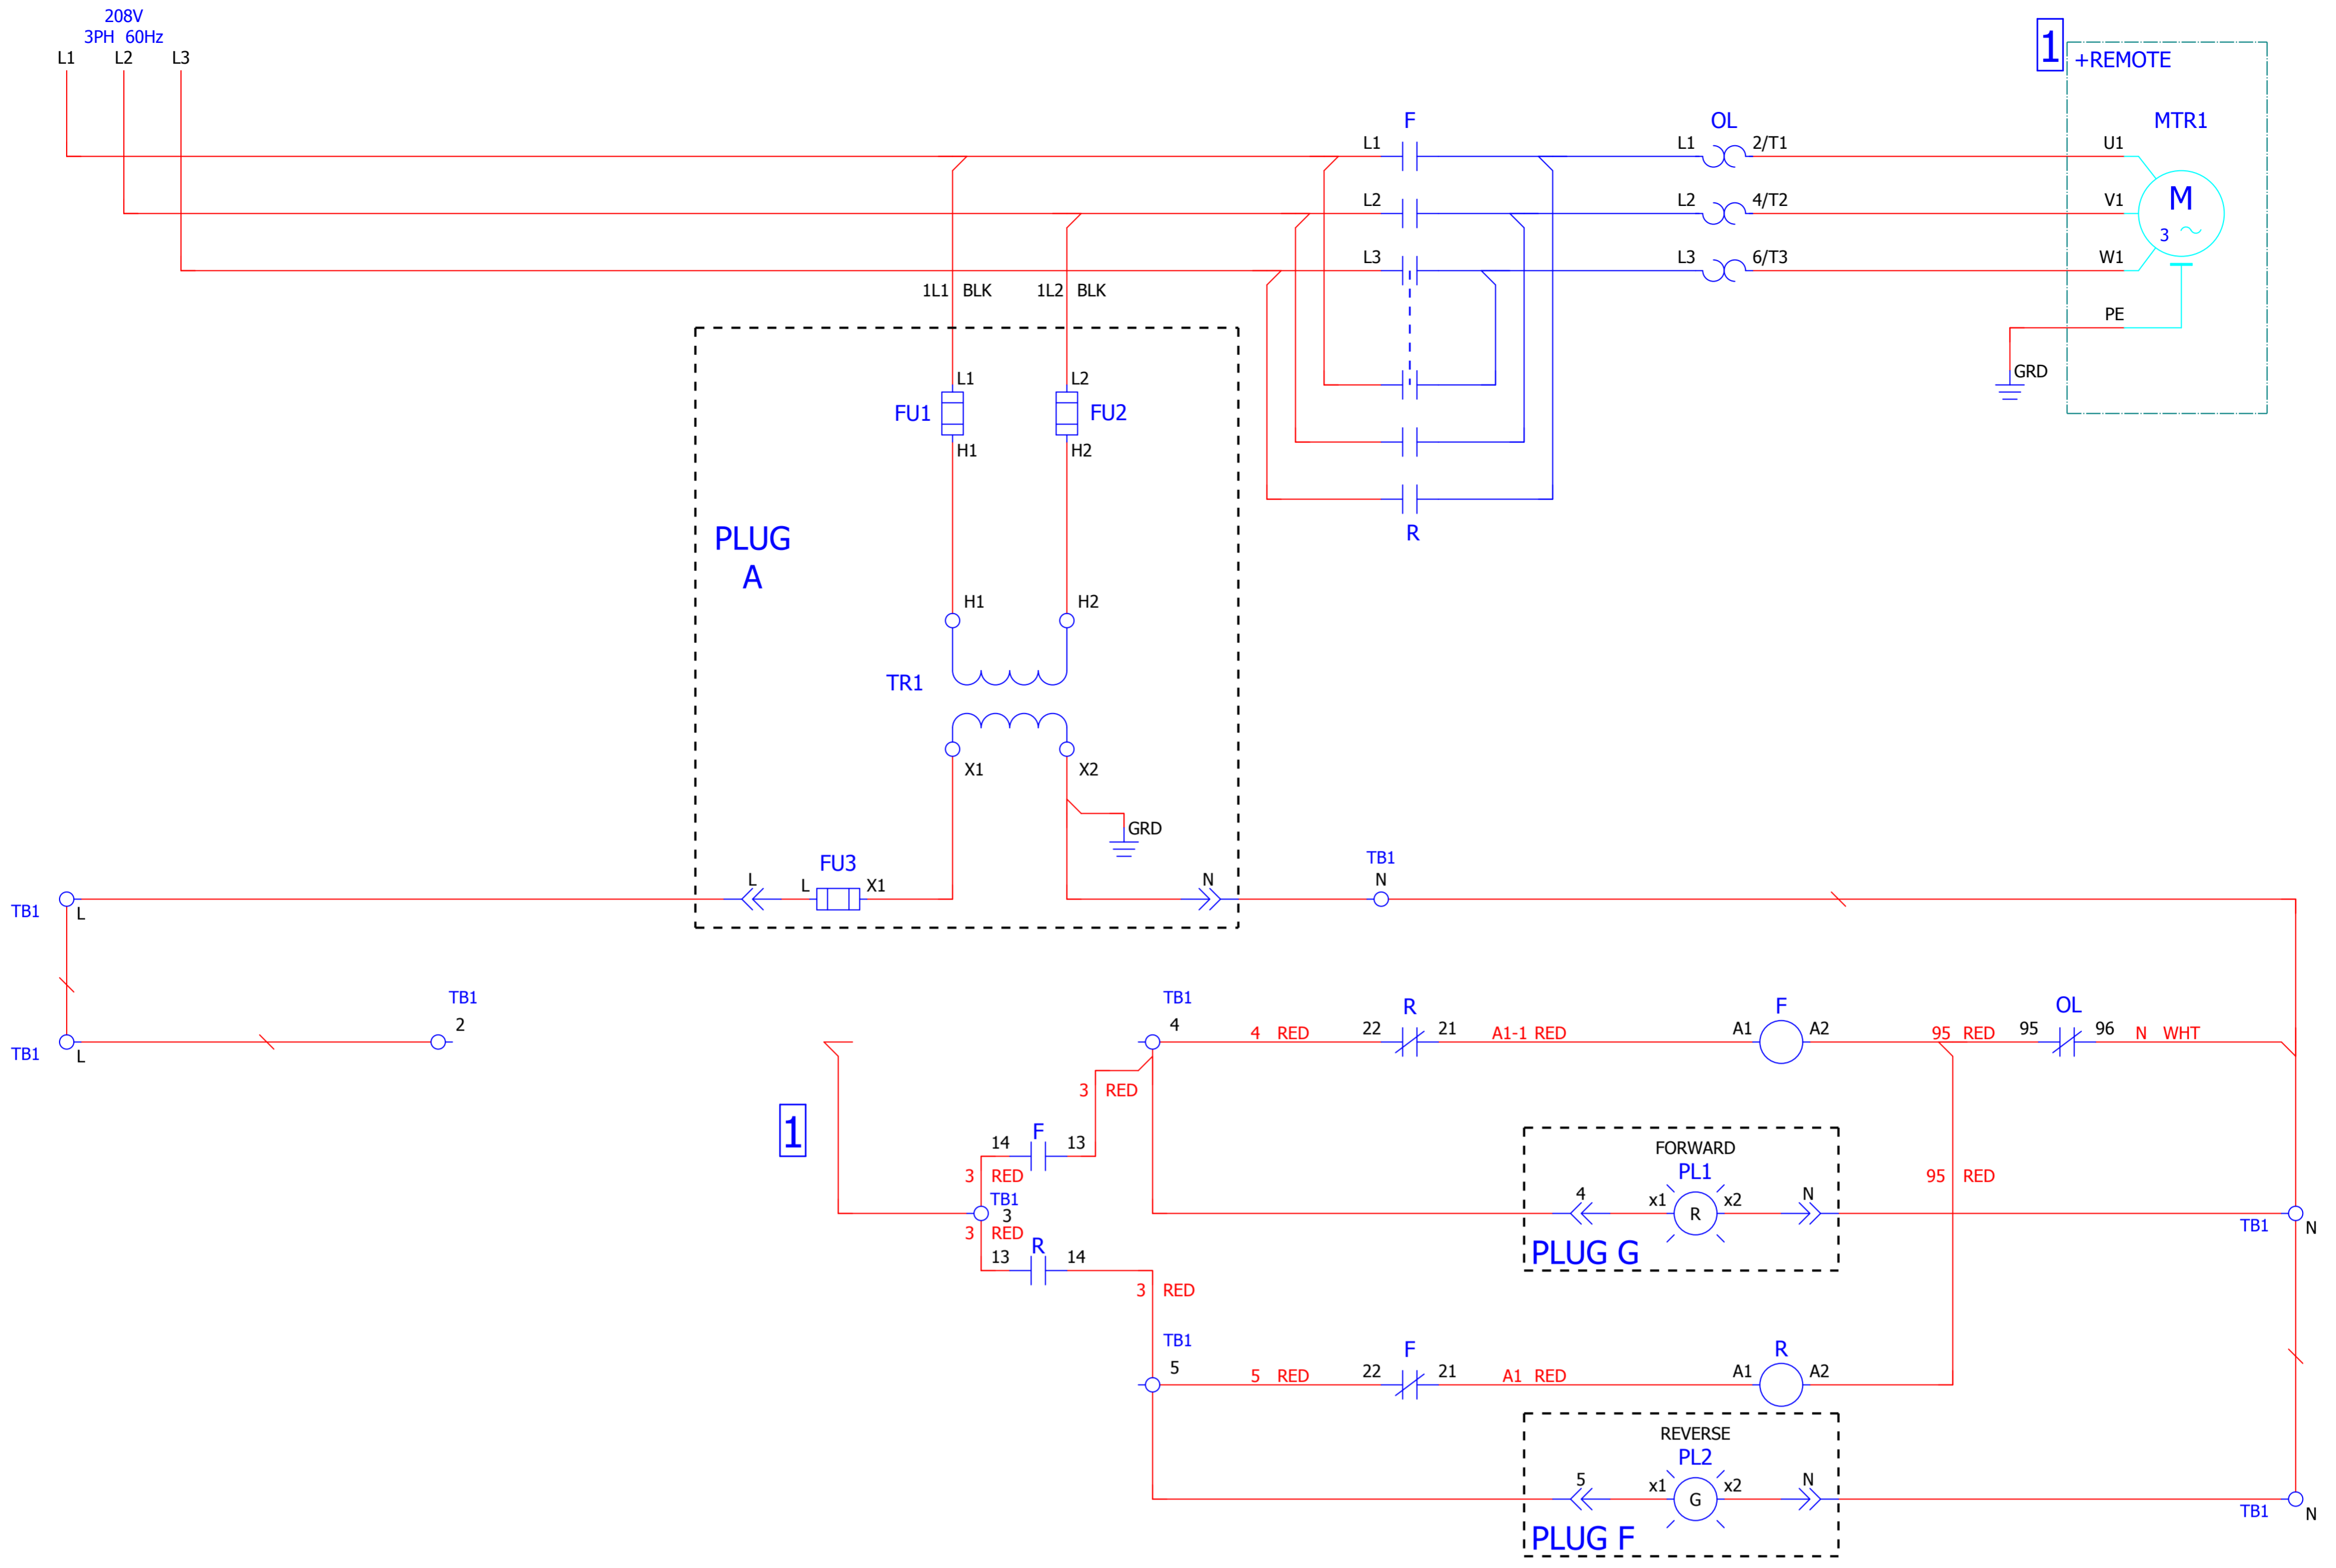 208V
3PH 60Hz
L1 L2 L3
1
+REMOTE
F
OL
MTR1
L1
L1
2/T1
U1
L2
L2
4/T2
V1
M
3
L3
L3
6/T3
W1
1L1 BLK
1L2 BLK
PE
GRD
L1
L2
FU1
FU2
H1
H2
R
PLUG
A
H1
H2
TR1
X1
X2
GRD
FU3
L
L
X1
N
TB1
N
TB1
L
TB1
2
TB1
L
TB1
4
4 RED
R
22
21
A1-1 RED
F
A1
A2
95 RED
OL
95
96
N WHT
3 RED
1
F
14
13
3 RED
TB1
3
3 RED
R
13
14
3 RED
FORWARD
PL1
4
x1
R
x2
N
PLUG G
95 RED
TB1
N
TB1
5
5 RED
F
22
21
A1 RED
R
A1
A2
REVERSE
PL2
5
x1
G
x2
N
PLUG F
TB1
N